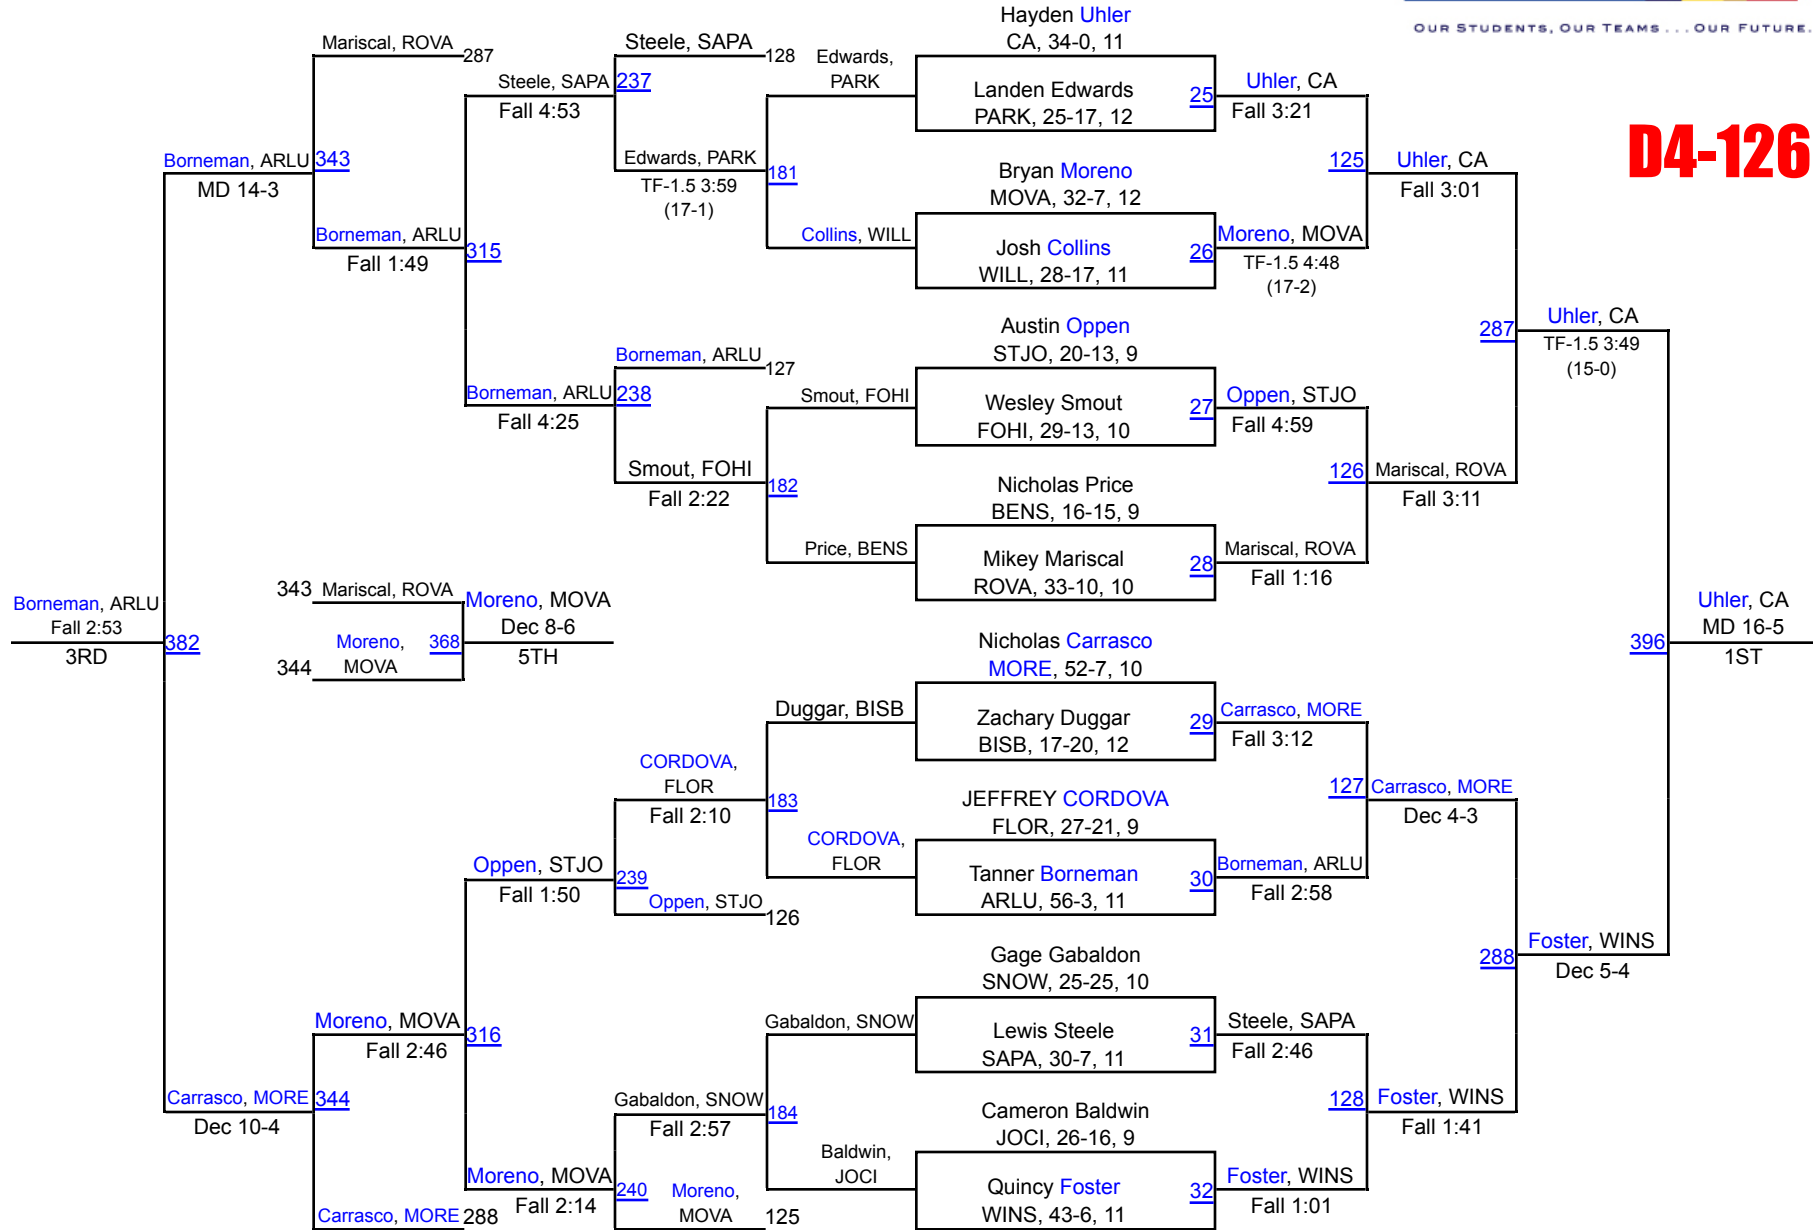 OUR STUDENTS, OUR TEAMS . . . OUR FUTURE.
D4-126
Mariscal, ROVA
287
Steele, SAPA
237
Fall 4:53
Borneman, ARLU
343
MD 14-3
Borneman, ARLU
315
Fall 1:49
Steele, SAPA
128
Edwards, PARK
TF-1.5 3:59
(17-1)
181
Edwards,
PARK
Collins, WILL
Borneman, ARLU
127
Borneman, ARLU
238
Fall 4:25
Smout, FOHI
Fall 2:22
182
Smout, FOHI
Price, BENS
Hayden Uhler
CA, 34-0, 11
Landen Edwards
PARK, 25-17, 12
25
Uhler, CA
Fall 3:21
Bryan Moreno
MOVA, 32-7, 12
Josh Collins
WILL, 28-17, 11
26
Moreno, MOVA
TF-1.5 4:48
(17-2)
125
Uhler, CA
Fall 3:01
Austin Oppen
STJO, 20-13, 9
Wesley Smout
FOHI, 29-13, 10
27
Oppen, STJO
Fall 4:59
Nicholas Price
BENS, 16-15, 9
Mikey Mariscal
ROVA, 33-10, 10
28
Mariscal, ROVA
Fall 1:16
126
Mariscal, ROVA
Fall 3:11
287
Uhler, CA
TF-1.5 3:49
(15-0)
Borneman, ARLU
Fall 2:53
3RD
382
343
Mariscal, ROVA
344
Moreno,
MOVA
368
Moreno, MOVA
Dec 8-6
5TH
396
Uhler, CA
MD 16-5
1ST
Nicholas Carrasco
MORE, 52-7, 10
Zachary Duggar
BISB, 17-20, 12
29
Carrasco, MORE
Fall 3:12
JEFFREY CORDOVA
FLOR, 27-21, 9
Tanner Borneman
ARLU, 56-3, 11
30
Borneman, ARLU
Fall 2:58
127
Carrasco, MORE
Dec 4-3
Gage Gabaldon
SNOW, 25-25, 10
Lewis Steele
SAPA, 30-7, 11
31
Steele, SAPA
Fall 2:46
Cameron Baldwin
JOCI, 26-16, 9
Quincy Foster
WINS, 43-6, 11
32
Foster, WINS
Fall 1:01
128
Foster, WINS
Fall 1:41
288
Foster, WINS
Dec 5-4
Duggar, BISB
CORDOVA,
FLOR
183
CORDOVA,
FLOR
Fall 2:10
Oppen, STJO
239
Fall 1:50
Oppen, STJO
126
Moreno, MOVA
316
Fall 2:46
Gabaldon, SNOW
Baldwin,
JOCI
184
Gabaldon, SNOW
Fall 2:57
Moreno, MOVA
240
Fall 2:14
Moreno,
MOVA
125
Carrasco, MORE
344
Dec 10-4
Carrasco, MORE
288